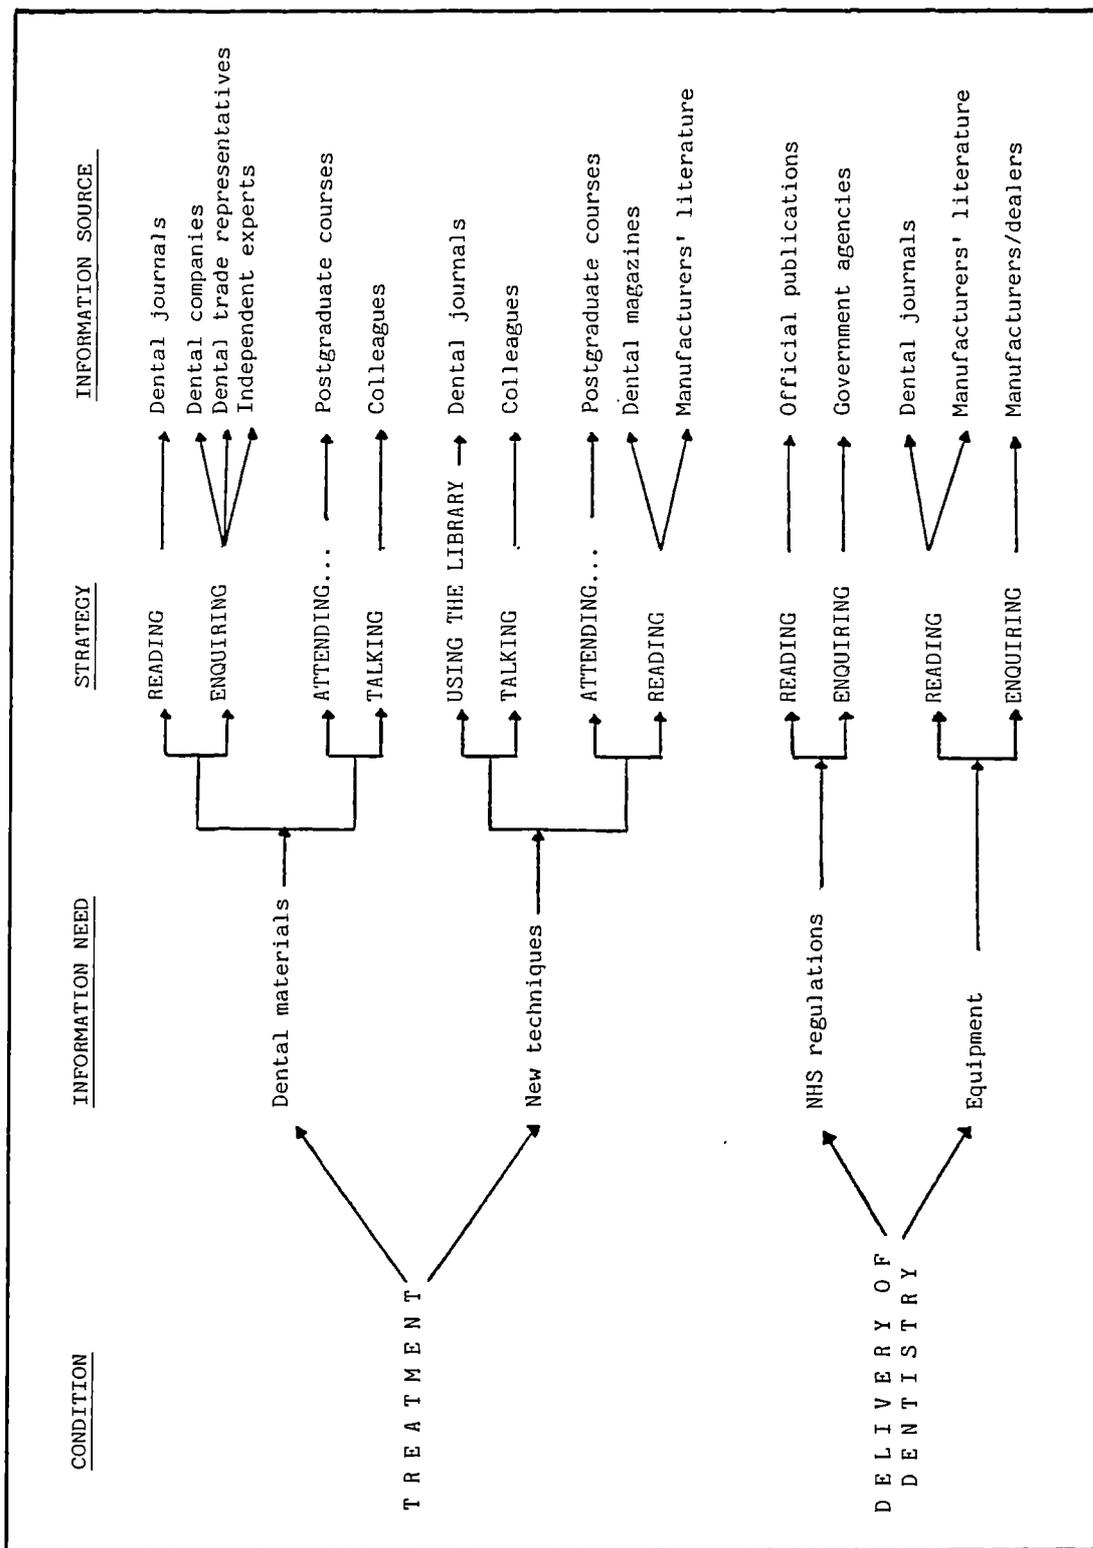 CONDITION
INFORMATION NEED
STRATEGY
INFORMATION SOURCE
TREATMENT
Dental materials
READING
Dental journals
ENQUIRING
Dental companies
Dental trade representatives
Independent experts
ATTENDING...
Postgraduate courses
TALKING
Colleagues
New techniques
USING THE LIBRARY
Dental journals
TALKING
Colleagues
ATTENDING...
Postgraduate courses
READING
Dental magazines
Manufacturers' literature
DELIVERY OF
DENTISTRY
NHS regulations
READING
Official publications
ENQUIRING
Government agencies
Equipment
READING
Dental journals
Manufacturers' literature
ENQUIRING
Manufacturers/dealers